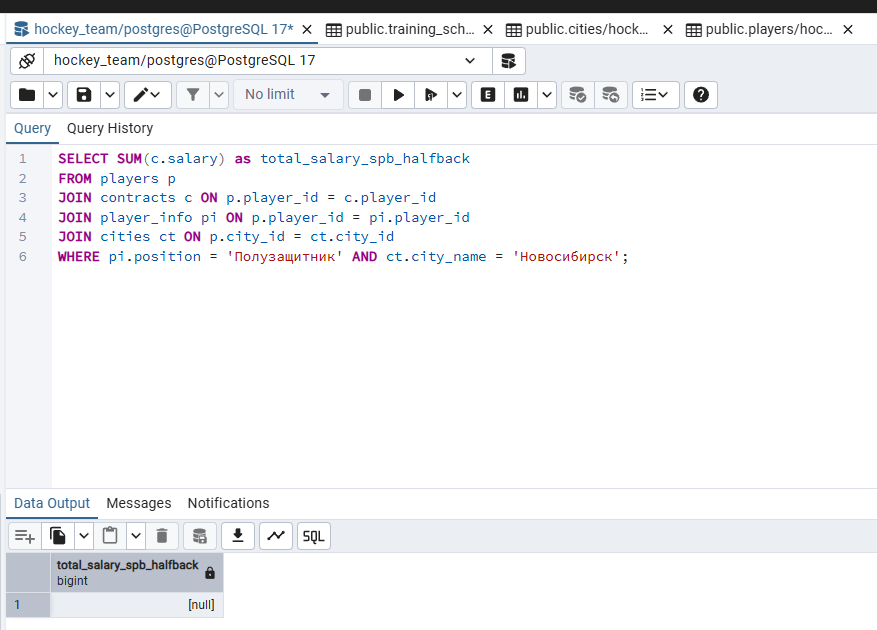 hockey_team/postgres@PostgreSQL 17* public.training_sch... public.cities/hock... public.players/hoc...
hockey_team/postgres@PostgreSQL 17
No limit E
Query Query History
1 SELECT SUM(c.salary) as total_salary_spb_halfback
2 FROM players p
3 JOIN contracts c ON p.player_id = c.player_id
4 JOIN player_info pi ON p.player_id = pi.player_id
5 JOIN cities ct ON p.city_id = ct.city_id
6 WHERE pi.position = 'Полузащитник' AND ct.city_name = 'Новосибирск';
Data Output Messages Notifications
SQL
total_salary_spb_halfback
bigint
1 [null]